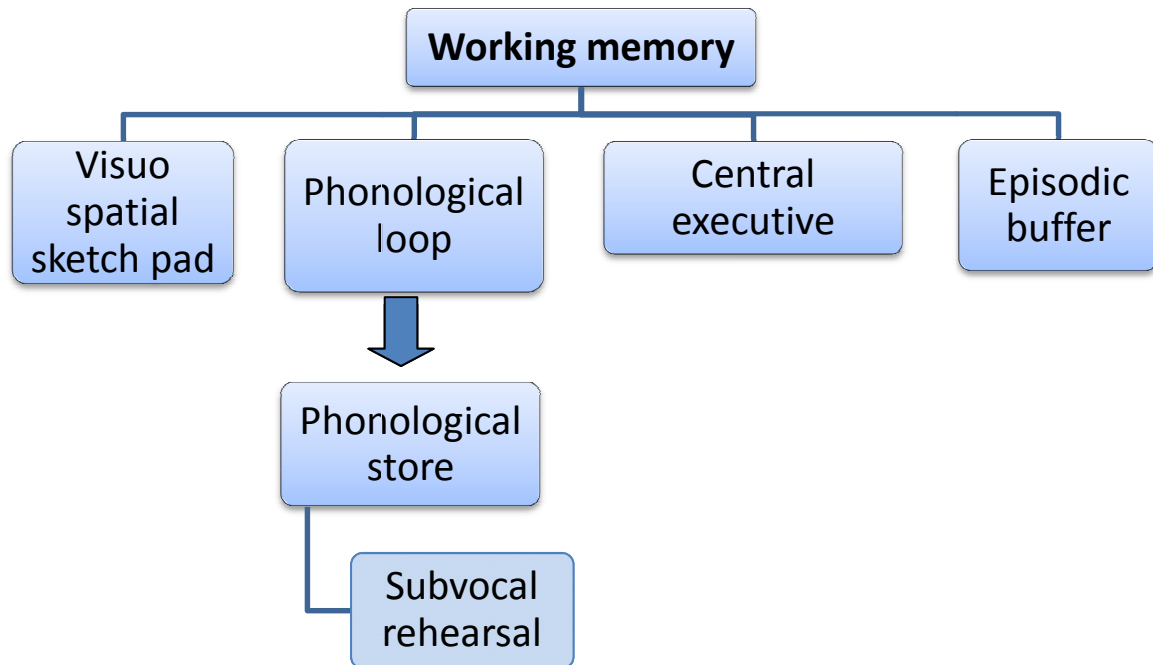 Working memory
Visuo
spatial
sketch pad
Phonological
loop
Central
executive
Episodic
buffer
Phonological
store
Subvocal
rehearsal